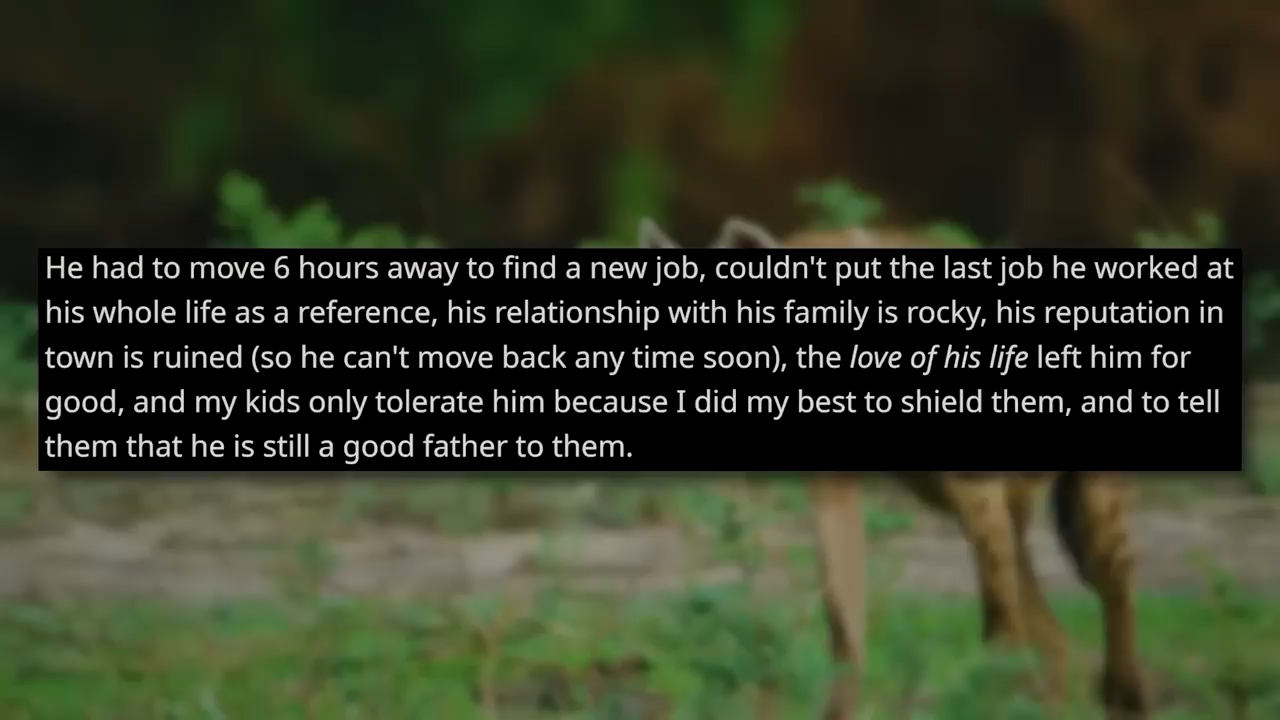 He had to move 6 hours away to find a new job, couldn't put the last job he worked at
his whole life as a reference, his relationship with his family is rocky, his reputation in
town is ruined (so he can't move back any time soon), the love of his life left him for
good, and my kids only tolerate him because I did my best to shield them, and to tell
them that he is still a good father to them.